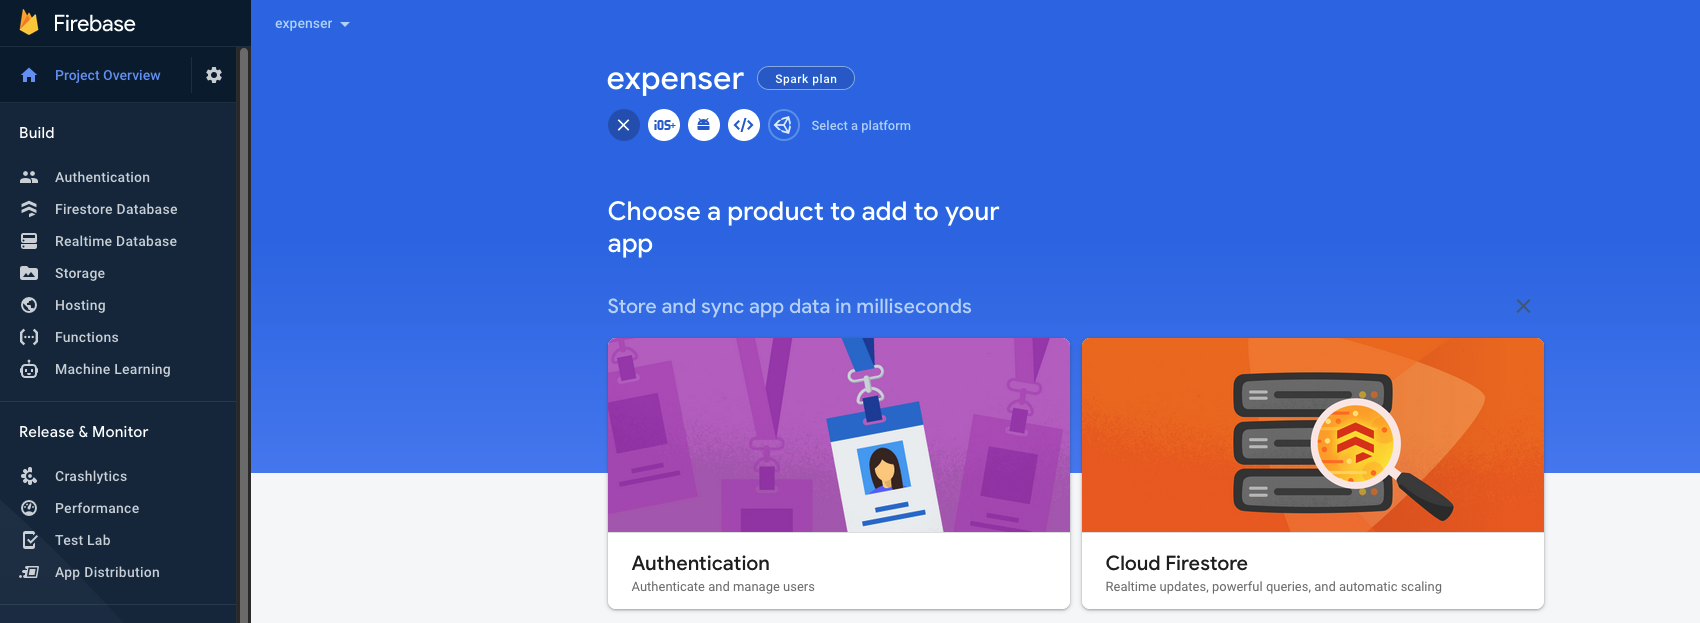 Firebase
Project Overview
Build
Authentication
Firestore Database
Realtime Database
Storage
Hosting
Functions
Machine Learning
Release & Monitor
Crashlytics
Performance
Test Lab
App Distribution
expenser
expenser Spark plan
iOS+ </> Select a platform
Choose a product to add to your
app
Store and sync app data in milliseconds
Authentication
Authenticate and manage users
Cloud Firestore
Realtime updates, powerful queries, and automatic scaling